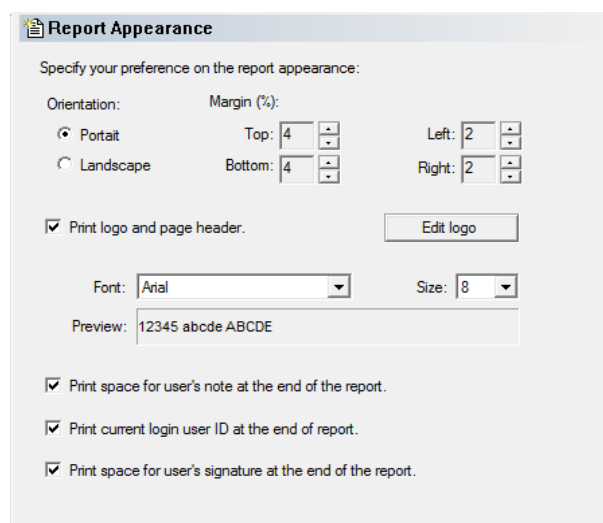 Report Appearance
Specify your preference on the report appearance:
Orientation: Margin (%):
Portait Top: 4 Left: 2
Landscape Bottom: 4 Right: 2
Print logo and page header. Edit logo
Font: Arial Size: 8
Preview: 12345 abcde ABCDE
Print space for user's note at the end of the report.
Print current login user ID at the end of report.
Print space for user's signature at the end of the report.